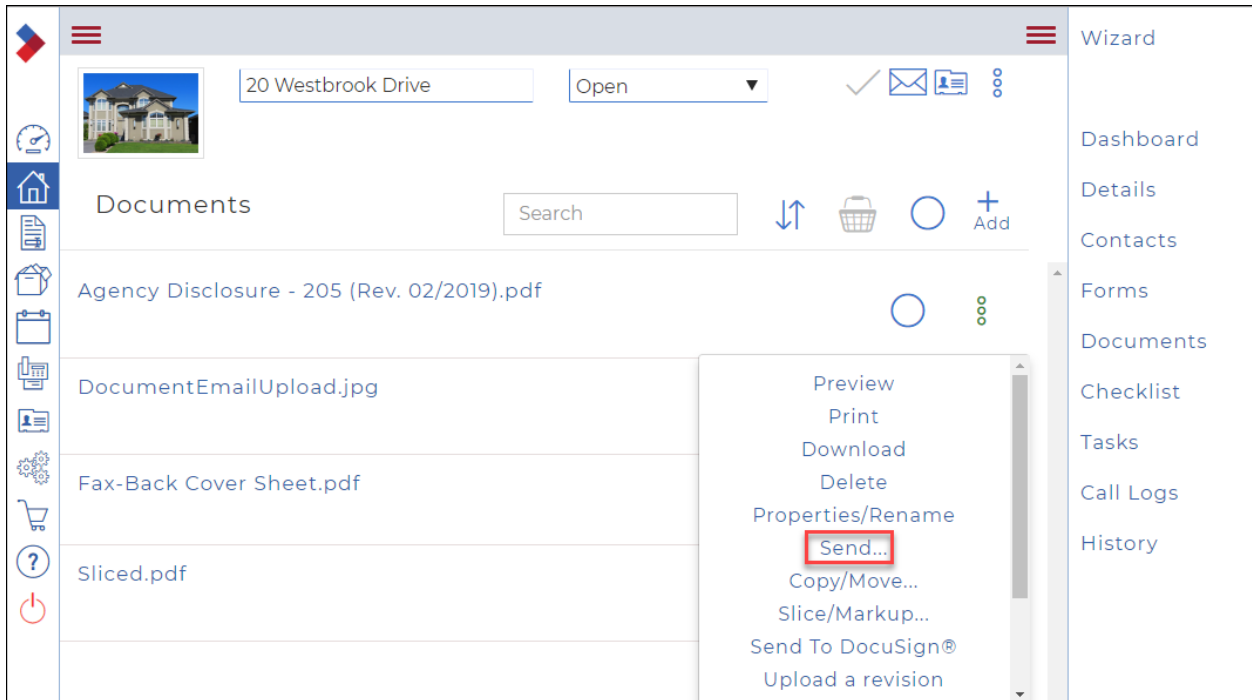 Wizard
20 Westbrook Drive
Open
Documents
Search
Add
Agency Disclosure - 205 (Rev. 02/2019).pdf
DocumentEmailUpload.jpg
Fax-Back Cover Sheet.pdf
Sliced.pdf
Preview
Print
Download
Delete
Properties/Rename
Send...
Copy/Move...
Slice/Markup...
Send To DocuSign®
Upload a revision
Dashboard
Details
Contacts
Forms
Documents
Checklist
Tasks
Call Logs
History
?